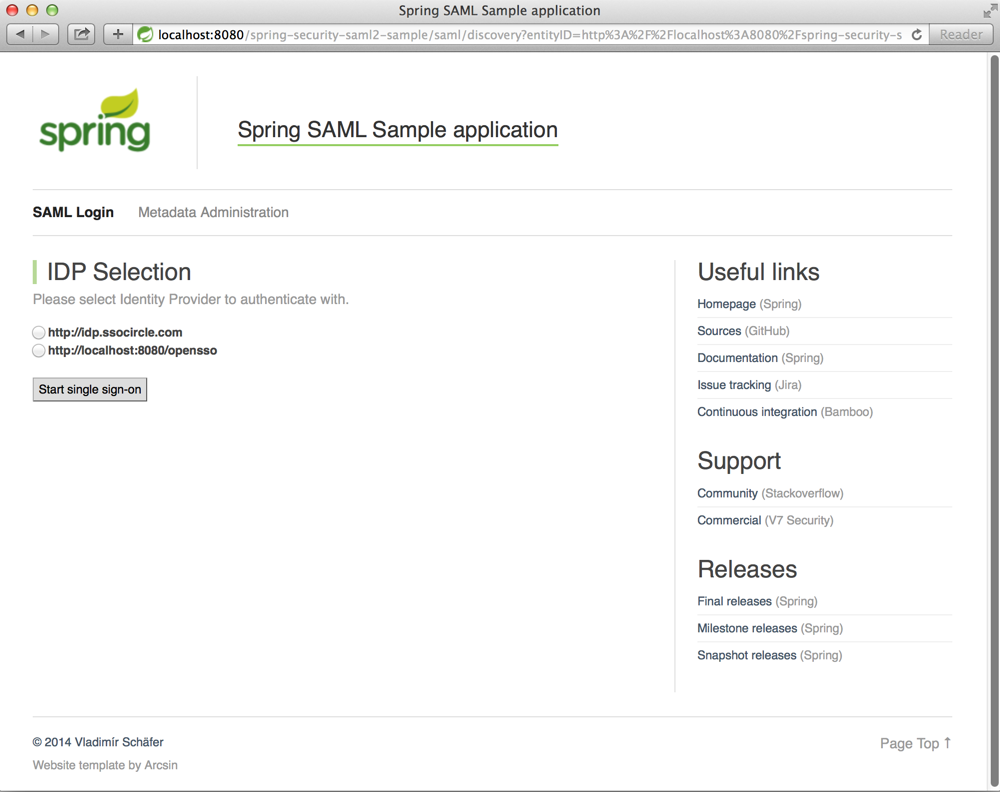 Spring SAML Sample application
localhost:8080/spring-security-saml2-sample/saml/discovery?entityID=http%3A%2F%2Flocalhost%3A8080%2Fspring-security-s
Reader
spring
Spring SAML Sample application
SAML Login
Metadata Administration
IDP Selection
Please select Identity Provider to authenticate with.
http://idp.ssocircle.com
http://localhost:8080/opensso
Start single sign-on
Useful links
Homepage (Spring)
Sources (GitHub)
Documentation (Spring)
Issue tracking (Jira)
Continuous integration (Bamboo)
Support
Community (Stackoverflow)
Commercial (V7 Security)
Releases
Final releases (Spring)
Milestone releases (Spring)
Snapshot releases (Spring)
© 2014 Vladimír Schäfer
Page Top ↑
Website template by Arcsin